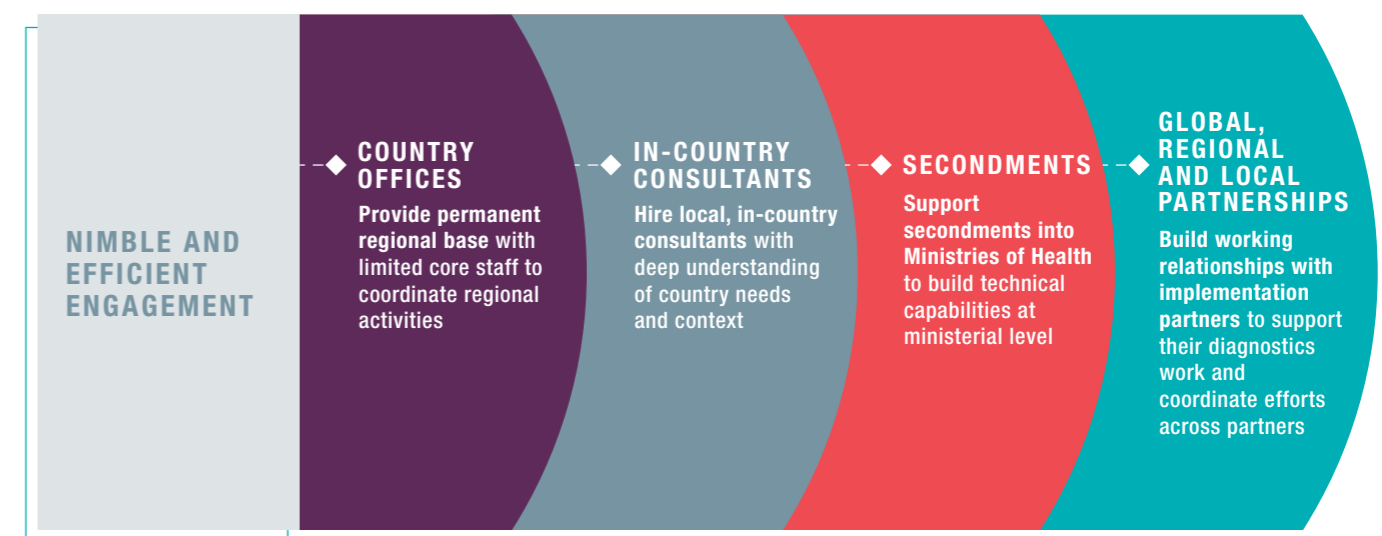 NIMBLE AND
EFFICIENT
ENGAGEMENT
COUNTRY
OFFICES
Provide permanent
regional base with
limited core staff to
coordinate regional
activities
IN-COUNTRY
CONSULTANTS
Hire local, in-country
consultants with
deep understanding
of country needs
and context
SECONDMENTS
Support
secondments into
Ministries of Health
to build technical
capabilities at
ministerial level
GLOBAL,
REGIONAL
AND LOCAL
PARTNERSHIPS
Build working
relationships with
implementation
partners to support
their diagnostics
work and
coordinate efforts
across partners